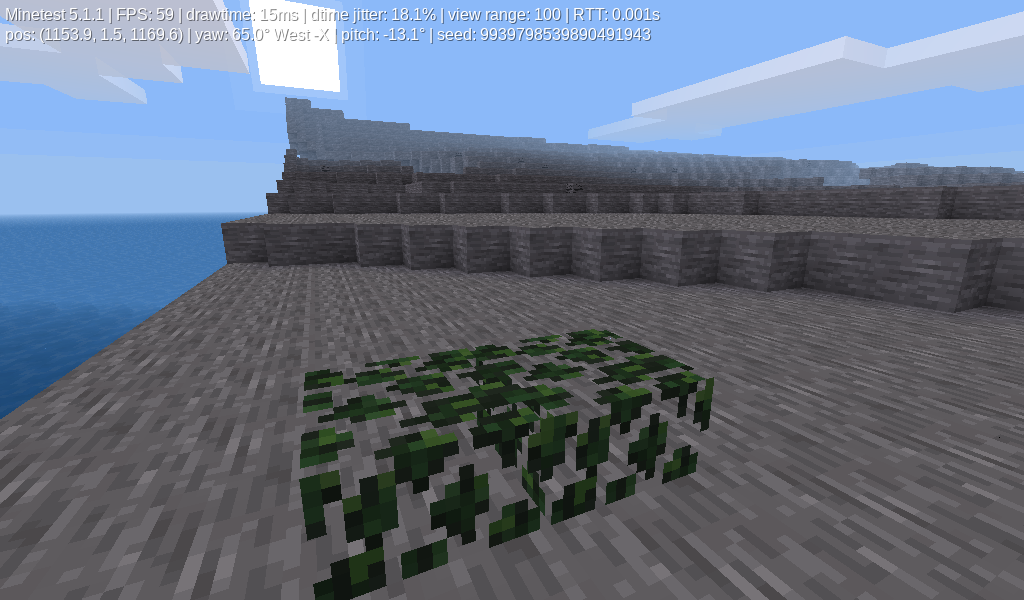 Minetest 5.1.1 | FPS: 59 | drawtime: 15ms | dtime jitter: 18.1% | view range: 100 | RTT: 0.001s
pos: (1153.9, 1.5, 1169.6) | yaw: 65.0° West -X | pitch: -13.1° | seed: 9939798539890491943